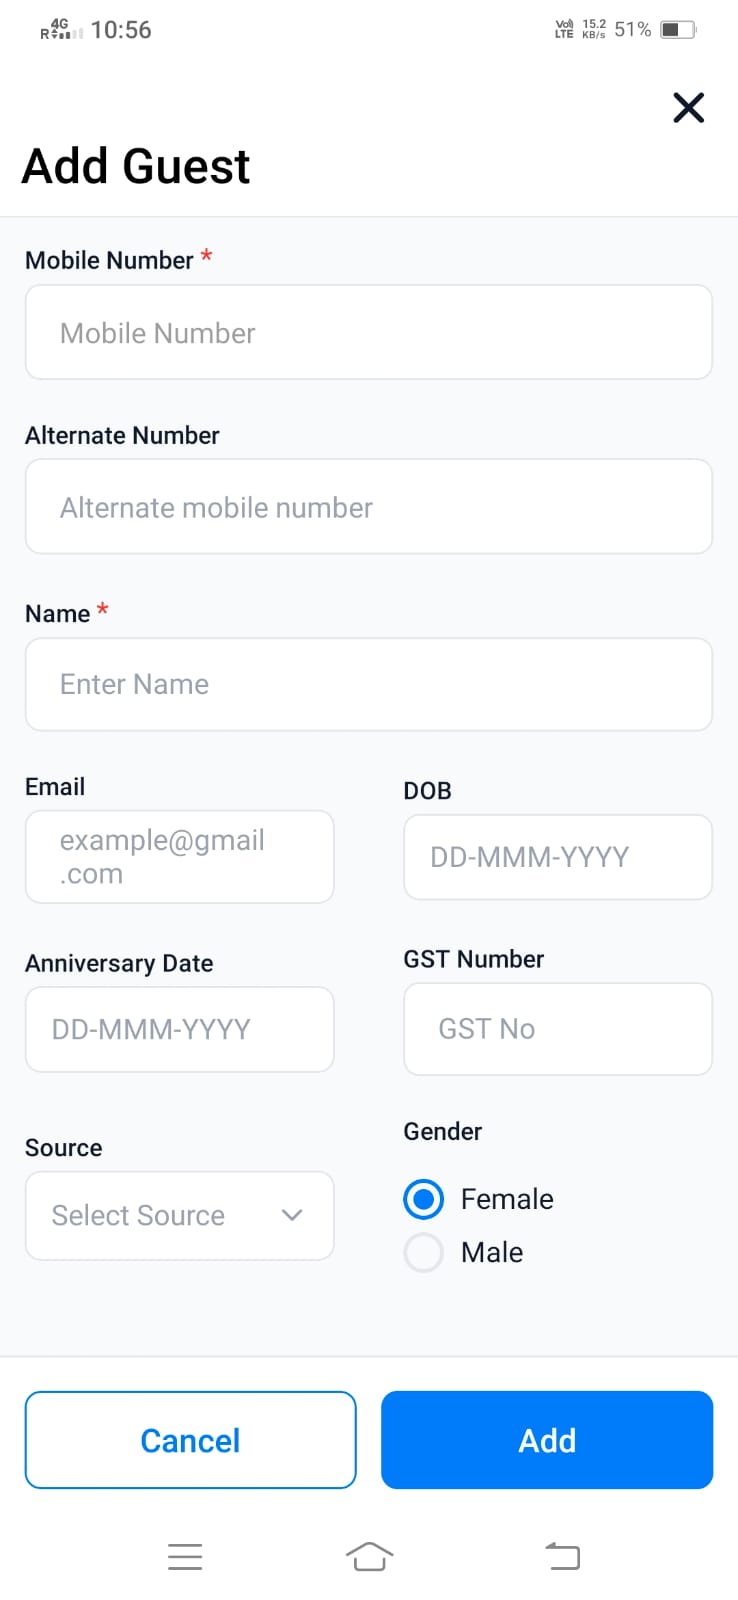 4G
R 10:56 Vo) LTE 15.2 KB/s 51%
Add Guest
Mobile Number *
Mobile Number
Alternate Number
Alternate mobile number
Name *
Enter Name
Email
example@gmail
.com
DOB
DD-MMM-YYYY
Anniversary Date
DD-MMM-YYYY
GST Number
GST No
Source
Select Source
Gender
Female
Male
Cancel
Add